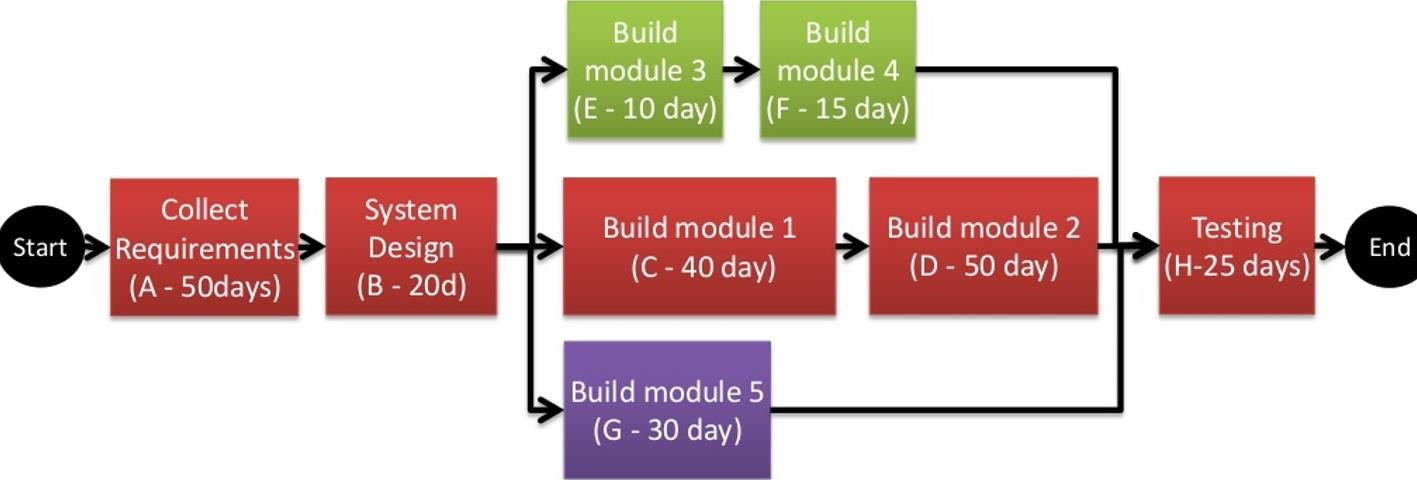 Start
Collect
Requirements
(A - 50days)
System
Design
(B - 20d)
Build
module 3
(E - 10 day)
Build
module 4
(F - 15 day)
Build module 1
(C - 40 day)
Build module 2
(D - 50 day)
Build module 5
(G - 30 day)
Testing
(H-25 days)
End